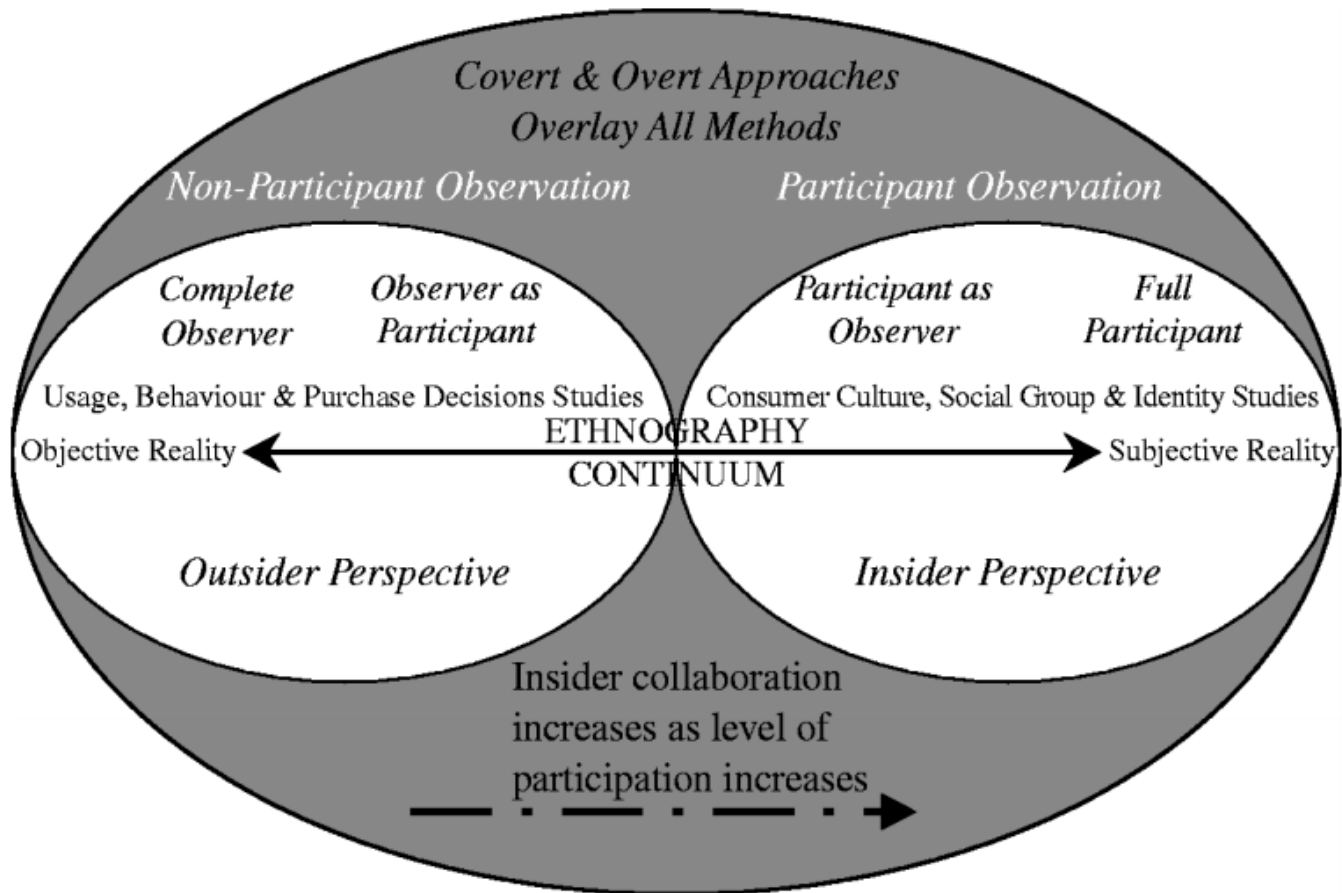 Covert & Overt Approaches
Overlay All Methods
Non-Participant Observation
Participant Observation
Complete
Observer
Observer as
Participant
Participant as
Observer
Full
Participant
Usage, Behaviour & Purchase Decisions Studies
Consumer Culture, Social Group & Identity Studies
ETHNOGRAPHY
Objective Reality
Subjective Reality
CONTINUUM
Outsider Perspective
Insider Perspective
Insider collaboration
increases as level of
participation increases